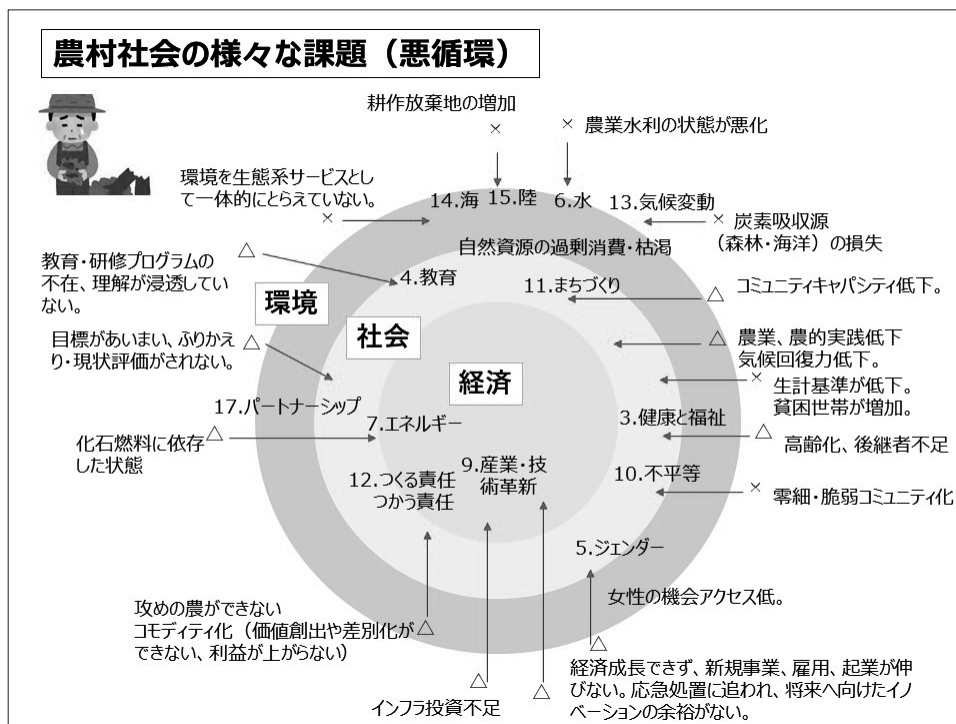 農村社会の様々な課題（悪循環）
耕作放棄地の増加
×
× 農業水利の状態が悪化
環境を生態系サービスとして
一体的にとらえていない。
×
14.海
15.陸
6.水
13.気候変動
× 炭素吸収源
（森林・海洋）の損失
自然資源の過剰消費・枯渇
教育・研修プログラムの
不在、理解が浸透してい
ない。
△
4.教育
11.まちづくり
△ コミュニティキャパシティ低下。
環境
社会
経済
目標があいまい、ふりかえ
り・現状評価がされない。
△
△ 農業、農的実践低下
気候回復力低下。
× 生計基準が低下。
貧困世帯が増加。
17.パートナーシップ
7.エネルギー
3.健康と福祉
化石燃料に依存
した状態
△
△ 高齢化、後継者不足
12.つくる責任
つかう責任
9.産業・技
術革新
10.不平等
× 零細・脆弱コミュニティ化
5.ジェンダー
女性の機会アクセス低。
攻めの農ができない
コモディティ化（価値創出や差別化が
できない、利益が上がらない）
△
インフラ投資不足
△
△
△
経済成長できず、新規事業、雇用、起業が伸
びない。応急処置に追われ、将来へ向けたイノ
ベーションの余裕がない。